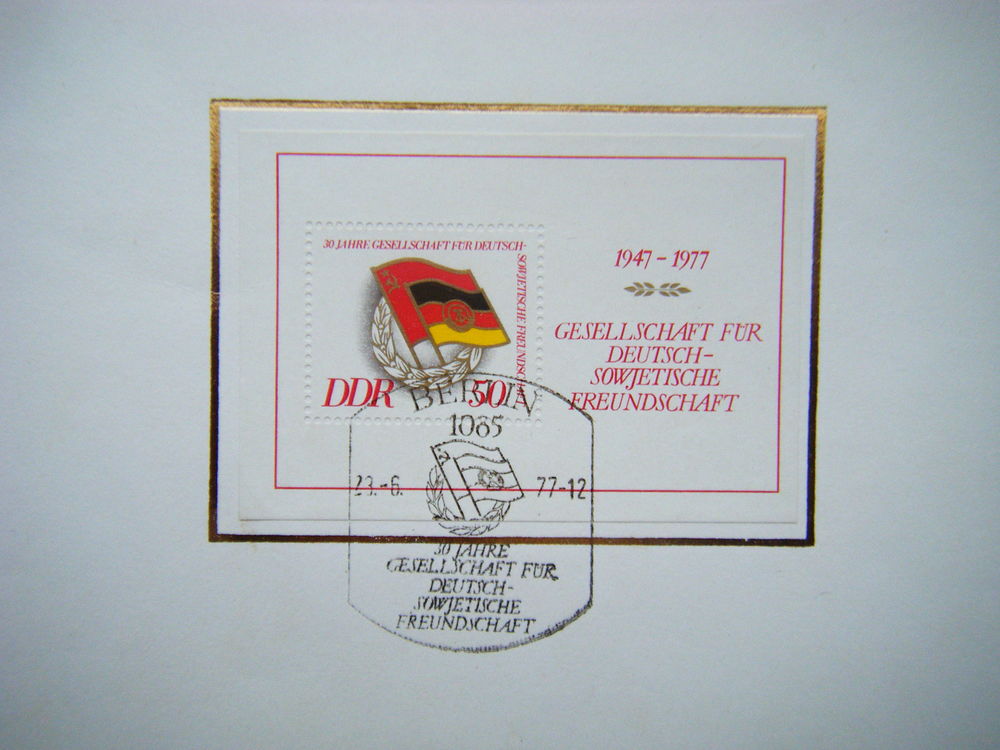 30 JAHRE GESELLSCHAFT FÜR DEUTSCH-
SOWJETISCHE FREUNDSCHAFT
DDR 50
1947 - 1977
GESELLSCHAFT FÜR
DEUTSCH-
SOWJETISCHE
FREUNDSCHAFT
BERLIN
1085
23.-6. 77-12
30 JAHRE
GESELLSCHAFT FÜR
DEUTSCH-
SOWJETISCHE
FREUNDSCHAFT